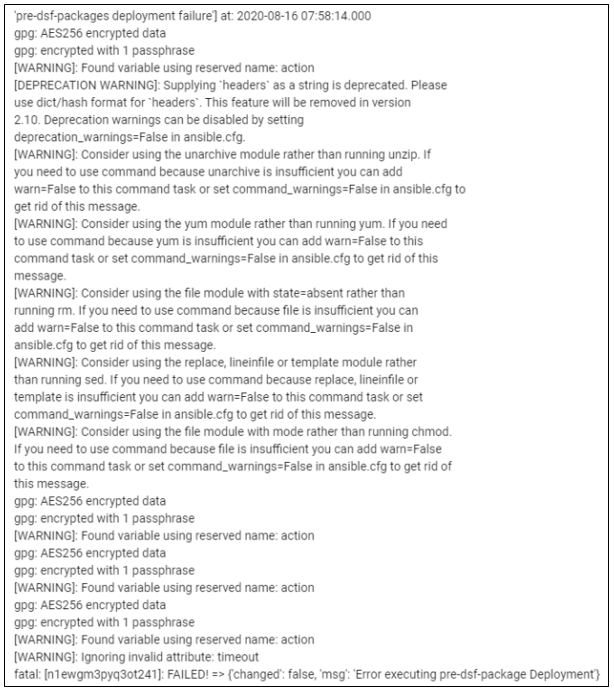 'pre-dsf-packages deployment failure'] at: 2020-08-16 07:58:14.000
gpg: AES256 encrypted data
gpg: encrypted with 1 passphrase
[WARNING]: Found variable using reserved name: action
[DEPRECATION WARNING]: Supplying `headers` as a string is deprecated. Please
use dict/hash format for `headers`. This feature will be removed in version
2.10. Deprecation warnings can be disabled by setting
deprecation_warnings=False in ansible.cfg.
[WARNING]: Consider using the unarchive module rather than running unzip. If
you need to use command because unarchive is insufficient you can add
warn=False to this command task or set command_warnings=False in ansible.cfg to
get rid of this message.
[WARNING]: Consider using the yum module rather than running yum. If you need
to use command because yum is insufficient you can add warn=False to this
command task or set command_warnings=False in ansible.cfg to get rid of this
message.
[WARNING]: Consider using the file module with state=absent rather than
running rm. If you need to use command because file is insufficient you can
add warn=False to this command task or set command_warnings=False in
ansible.cfg to get rid of this message.
[WARNING]: Consider using the replace, lineinfile or template module rather
than running sed. If you need to use command because replace, lineinfile or
template is insufficient you can add warn=False to this command task or set
command_warnings=False in ansible.cfg to get rid of this message.
[WARNING]: Consider using the file module with mode rather than running chmod.
If you need to use command because file is insufficient you can add warn=False
to this command task or set command_warnings=False in ansible.cfg to get rid of
this message.
gpg: AES256 encrypted data
gpg: encrypted with 1 passphrase
[WARNING]: Found variable using reserved name: action
gpg: AES256 encrypted data
gpg: encrypted with 1 passphrase
[WARNING]: Found variable using reserved name: action
gpg: AES256 encrypted data
gpg: encrypted with 1 passphrase
[WARNING]: Found variable using reserved name: action
[WARNING]: Ignoring invalid attribute: timeout
fatal: [n1ewgm3pyq3ot241]: FAILED! => {'changed': false, 'msg': 'Error executing pre-dsf-package Deployment'}